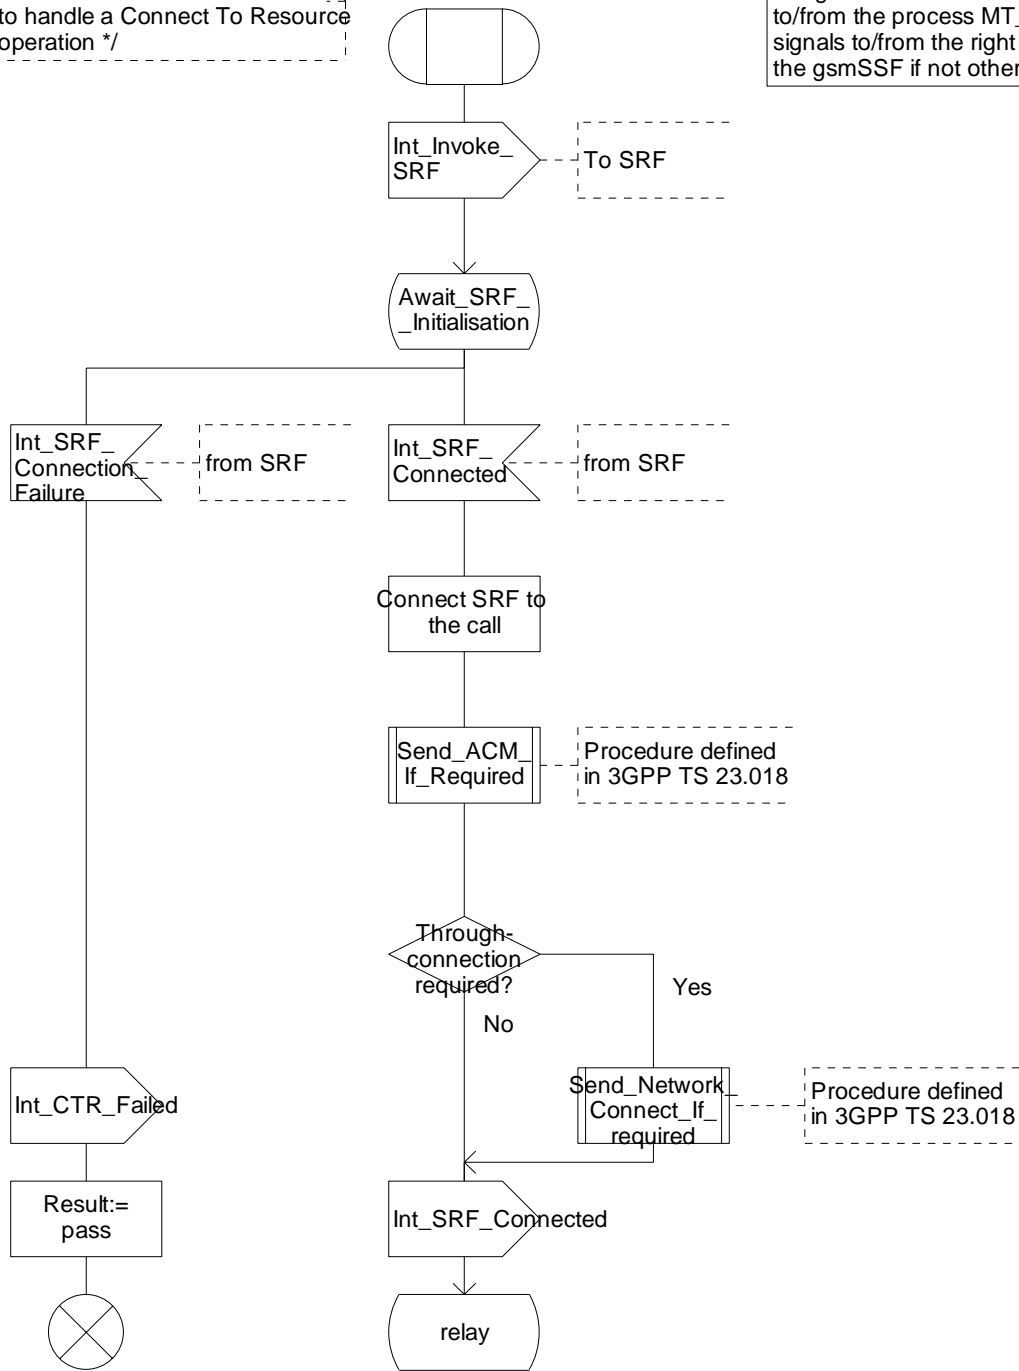 to handle a Connect To Resource
operation */
to/from the process MT_
signals to/from the right
the gsmSSF if not other
Int_Invoke_
SRF
To SRF
Await_SRF_
_Initialisation
Int_SRF_
Connection_
Failure
from SRF
Int_SRF_
Connected
from SRF
Connect SRF to
the call
Send_ACM_
If_Required
Procedure defined
in 3GPP TS 23.018
Through-
connection
required?
Yes
No
Int_CTR_Failed
Send_Network_
Connect_If_
required
Procedure defined
in 3GPP TS 23.018
Result:=
pass
Int_SRF_Connected
relay